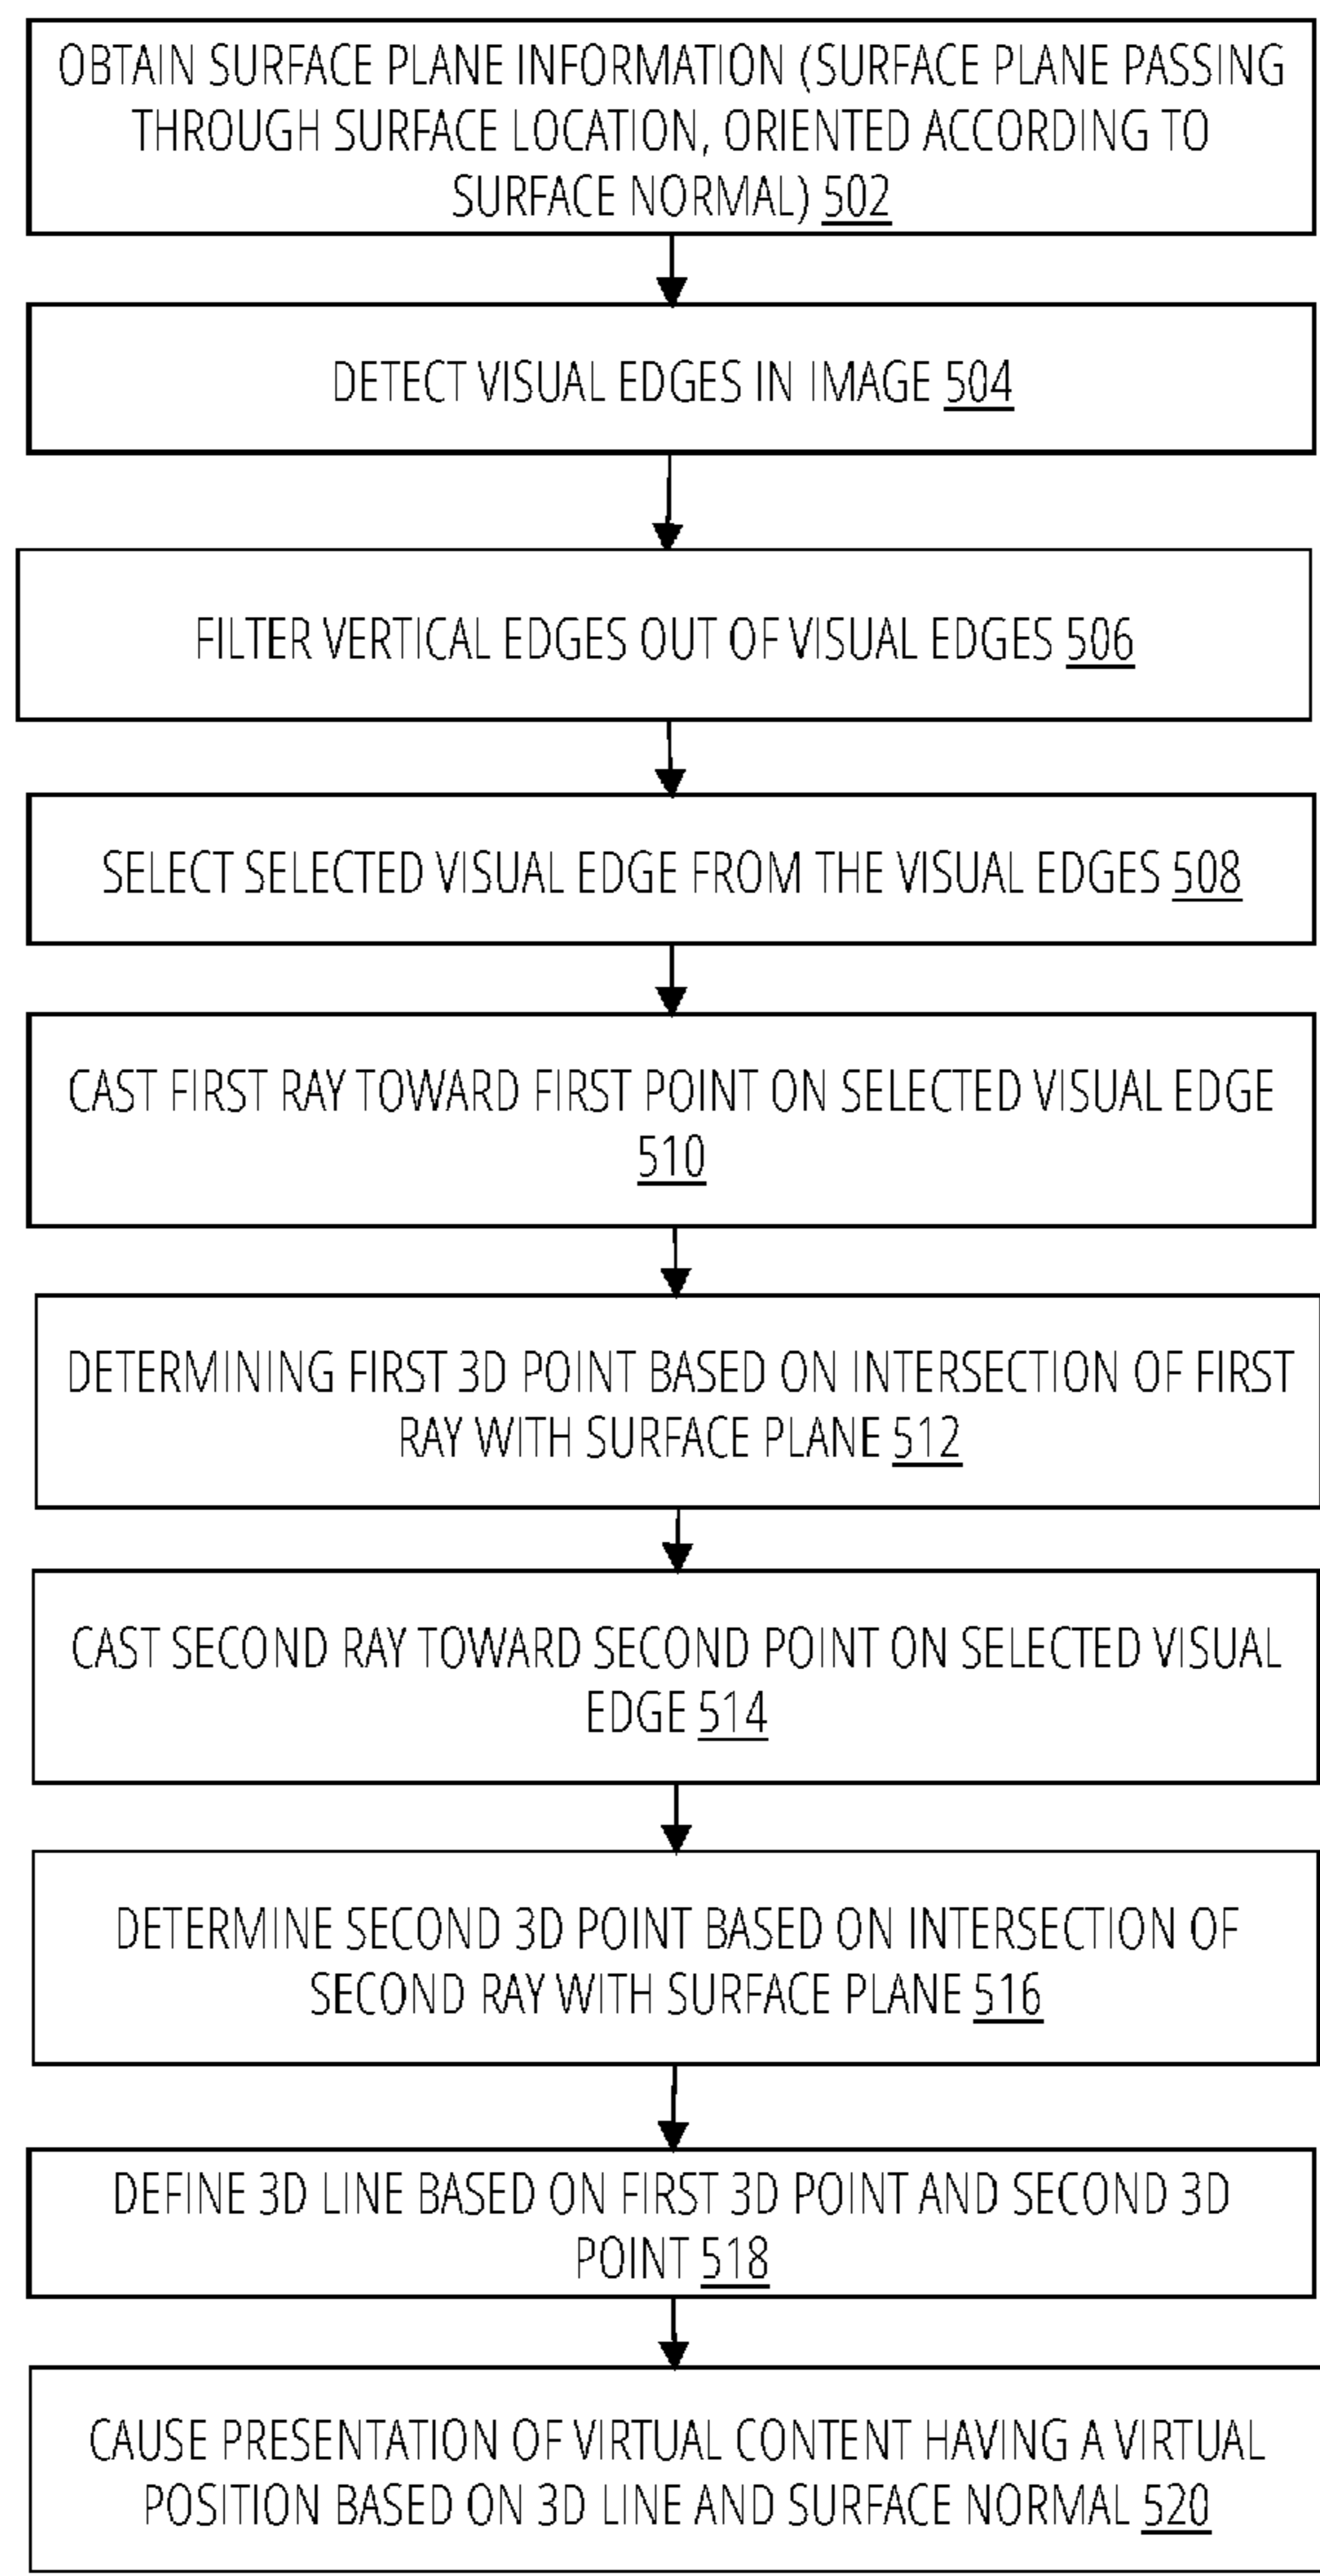 OBTAIN SURFACE PLANE INFORMATION (SURFACE PLANE PASSING
THROUGH SURFACE LOCATION, ORIENTED ACCORDING TO
SURFACE NORMAL) 502
DETECT VISUAL EDGES IN IMAGE 504
FILTER VERTICAL EDGES OUT OF VISUAL EDGES 506
SELECT SELECTED VISUAL EDGE FROM THE VISUAL EDGES 508
CAST FIRST RAY TOWARD FIRST POINT ON SELECTED VISUAL EDGE
510
DETERMINING FIRST 3D POINT BASED ON INTERSECTION OF FIRST
RAY WITH SURFACE PLANE 512
CAST SECOND RAY TOWARD SECOND POINT ON SELECTED VISUAL
EDGE 514
DETERMINE SECOND 3D POINT BASED ON INTERSECTION OF
SECOND RAY WITH SURFACE PLANE 516
DEFINE 3D LINE BASED ON FIRST 3D POINT AND SECOND 3D
POINT 518
CAUSE PRESENTATION OF VIRTUAL CONTENT HAVING A VIRTUAL
POSITION BASED ON 3D LINE AND SURFACE NORMAL 520